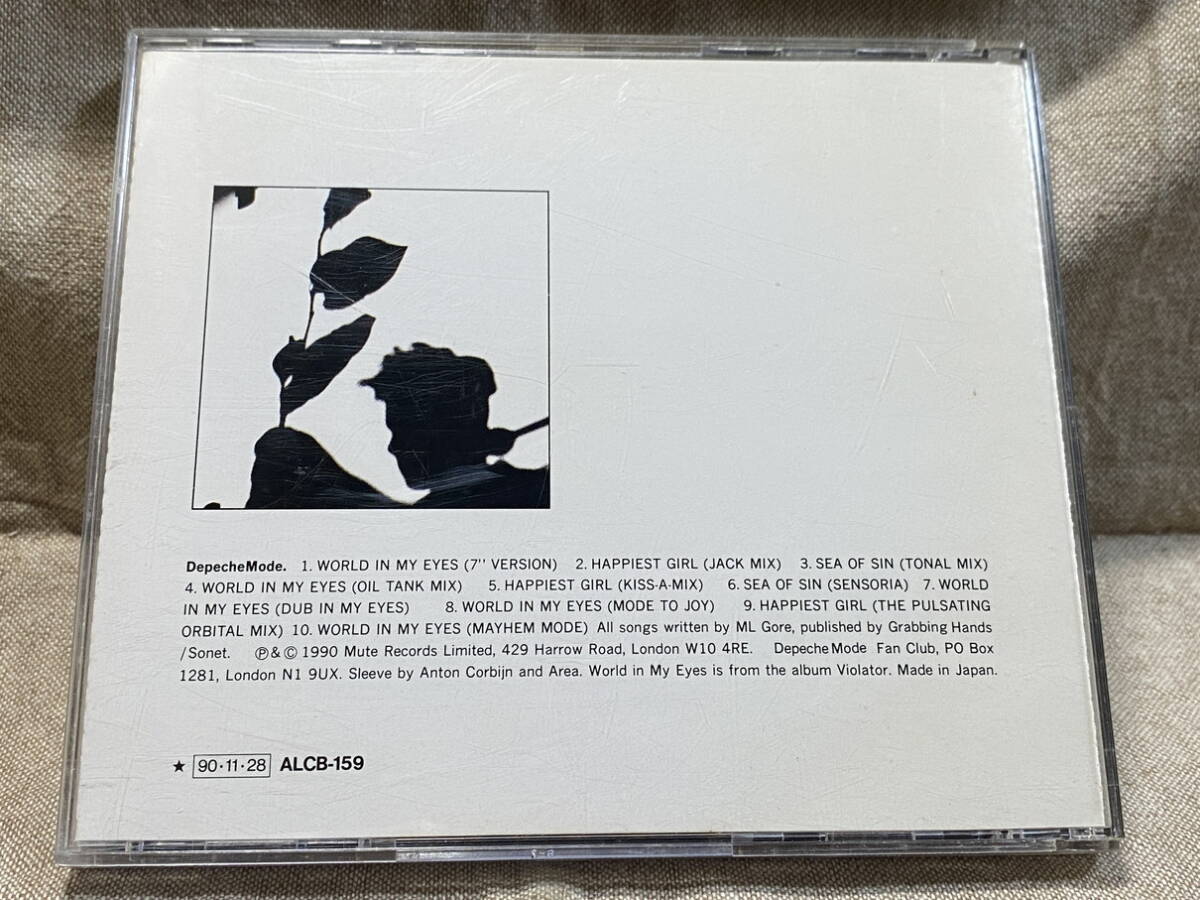 DepecheMode. 1. WORLD IN MY EYES (7" VERSION) 2. HAPPIEST GIRL (JACK MIX) 3. SEA OF SIN (TONAL MIX)
4. WORLD IN MY EYES (OIL TANK MIX) 5. HAPPIEST GIRL (KISS-A-MIX) 6. SEA OF SIN (SENSORIA) 7. WORLD
IN MY EYES (DUB IN MY EYES) 8. WORLD IN MY EYES (MODE TO JOY) 9. HAPPIEST GIRL (THE PULSATING
ORBITAL MIX) 10. WORLD IN MY EYES (MAYHEM MODE) All songs written by ML Gore, published by Grabbing Hands
/Sonet. ℗&© 1990 Mute Records Limited, 429 Harrow Road, London W10 4RE. DepecheMode Fan Club, PO Box
1281, London N1 9UX. Sleeve by Anton Corbijn and Area. World in My Eyes is from the album Violator. Made in Japan.
★ 90·11·28 ALCB-159